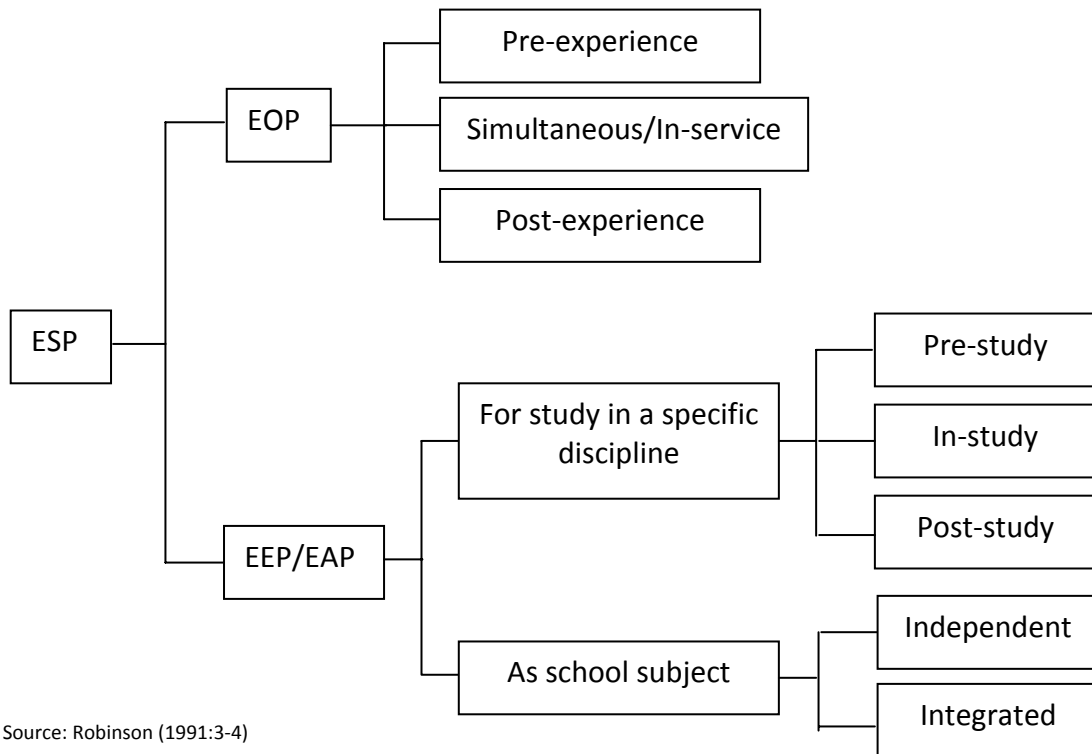 Pre-experience
EOP
Simultaneous/In-service
Post-experience
ESP
Pre-study
For study in a specific
discipline
In-study
Post-study
EEP/EAP
Independent
As school subject
Integrated
Source: Robinson (1991:3-4)